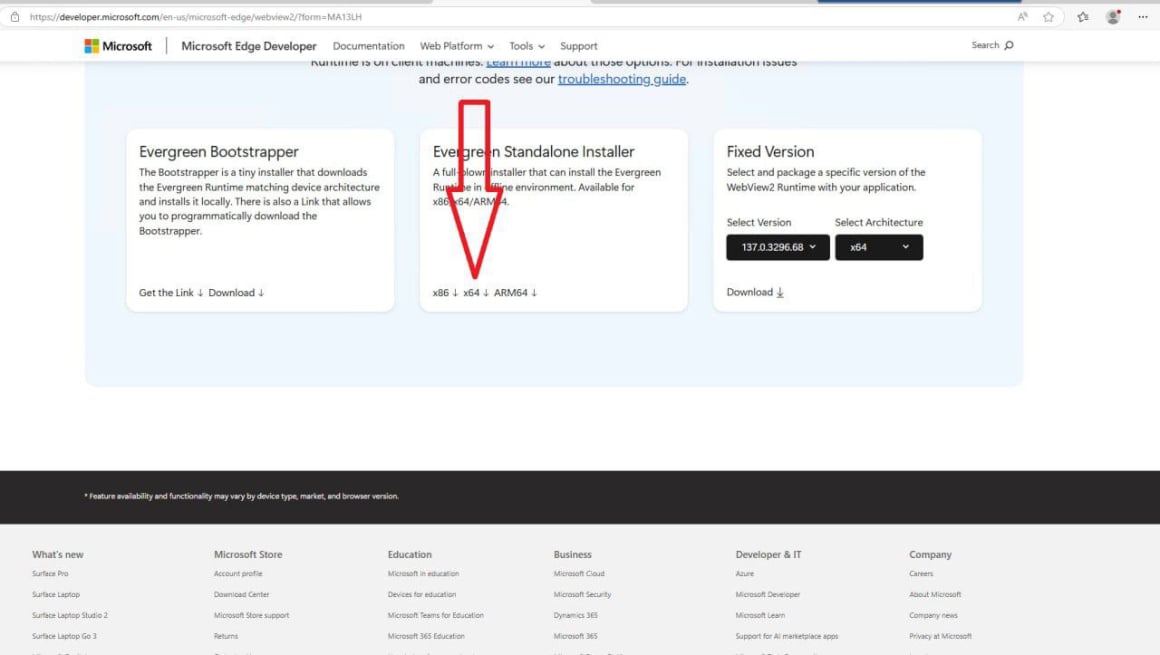 https://developer.microsoft.com/en-us/microsoft-edge/webview2/?form=MA13LH
Microsoft | Microsoft Edge Developer Documentation Web Platform Tools Support Search
Runtime is on client machines. Learn more about those options. For installation issues
and error codes see our troubleshooting guide.
Evergreen Bootstrapper
The Bootstrapper is a tiny installer that downloads
the Evergreen Runtime matching device architecture
and installs it locally. There is also a Link that allows
you to programmatically download the
Bootstrapper.
Get the Link ↓ Download ↓
Evergreen Standalone Installer
A full-blown installer that can install the Evergreen
Runtime in offline environment. Available for
x86/x64/ARM64.
x86 ↓ x64 ↓ ARM64 ↓
Fixed Version
Select and package a specific version of the
WebView2 Runtime with your application.
Select Version Select Architecture
137.0.3296.68 x64
Download ↓
* Feature availability and functionality may vary by device type, market, and browser version.
What's new
Surface Pro
Surface Laptop
Surface Laptop Studio 2
Surface Laptop Go 3
Microsoft Store
Account profile
Download Center
Microsoft Store support
Returns
Education
Microsoft in education
Devices for education
Microsoft Teams for Education
Microsoft 365 Education
Business
Microsoft Cloud
Microsoft Security
Dynamics 365
Microsoft 365
Developer & IT
Azure
Microsoft Developer
Microsoft Learn
Support for AI marketplace apps
Company
Careers
About Microsoft
Company news
Privacy at Microsoft